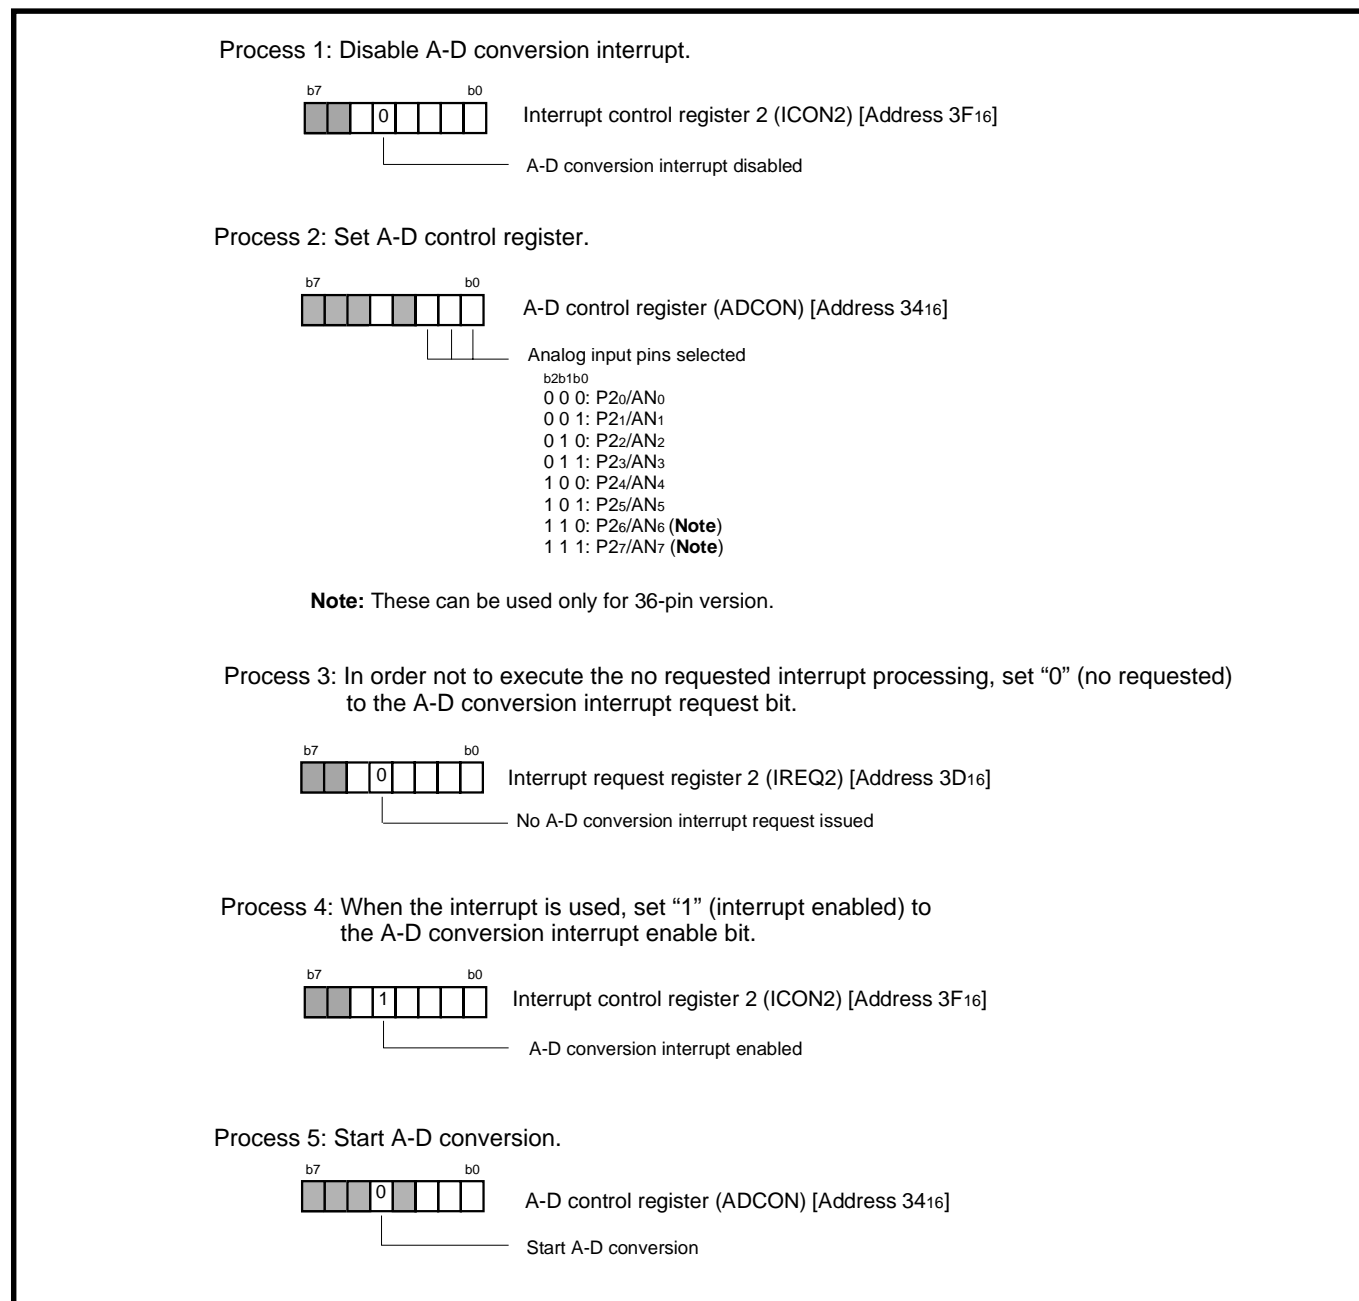 Process 1: Disable A-D conversion interrupt.
b7 b0
0 Interrupt control register 2 (ICON2) [Address 3F16]
A-D conversion interrupt disabled
Process 2: Set A-D control register.
b7 b0
A-D control register (ADCON) [Address 3416]
Analog input pins selected
b2b1b0
0 0 0: P20/AN0
0 0 1: P21/AN1
0 1 0: P22/AN2
0 1 1: P23/AN3
1 0 0: P24/AN4
1 0 1: P25/AN5
1 1 0: P26/AN6 (Note)
1 1 1: P27/AN7 (Note)
Note: These can be used only for 36-pin version.
Process 3: In order not to execute the no requested interrupt processing, set “0” (no requested)
to the A-D conversion interrupt request bit.
b7 b0
0 Interrupt request register 2 (IREQ2) [Address 3D16]
No A-D conversion interrupt request issued
Process 4: When the interrupt is used, set “1” (interrupt enabled) to
the A-D conversion interrupt enable bit.
b7 b0
1 Interrupt control register 2 (ICON2) [Address 3F16]
A-D conversion interrupt enabled
Process 5: Start A-D conversion.
b7 b0
0 A-D control register (ADCON) [Address 3416]
Start A-D conversion